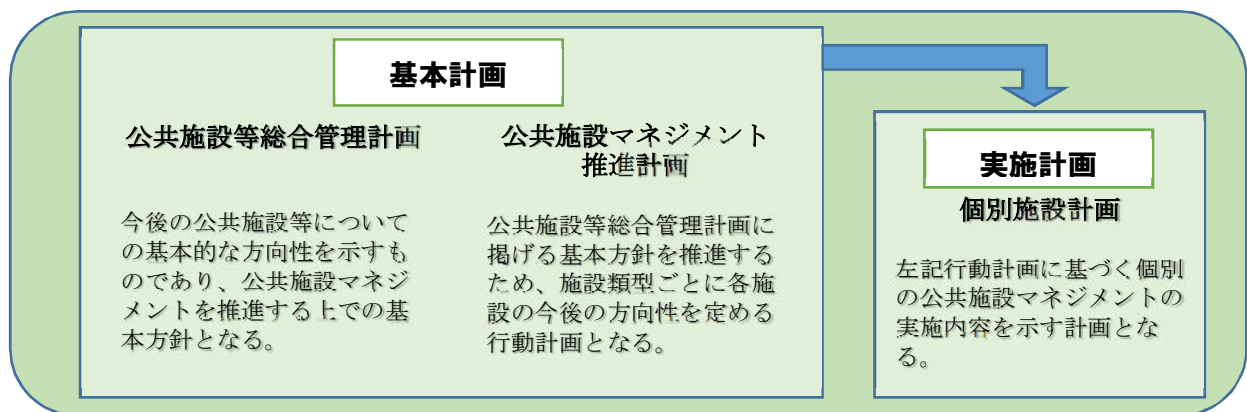 基本計画
公共施設等総合管理計画
今後の公共施設等について
の基本的な方向性を示すも
のであり、公共施設マネジ
メントを推進する上での基
本方針となる。
公共施設マネジメント
推進計画
公共施設等総合管理計画に
掲げる基本方針を推進する
ため、施設類型ごとに各施
設の今後の方向性を定める
行動計画となる。
実施計画
個別施設計画
左記行動計画に基づく個別
の公共施設マネジメントの
実施内容を示す計画とな
る。